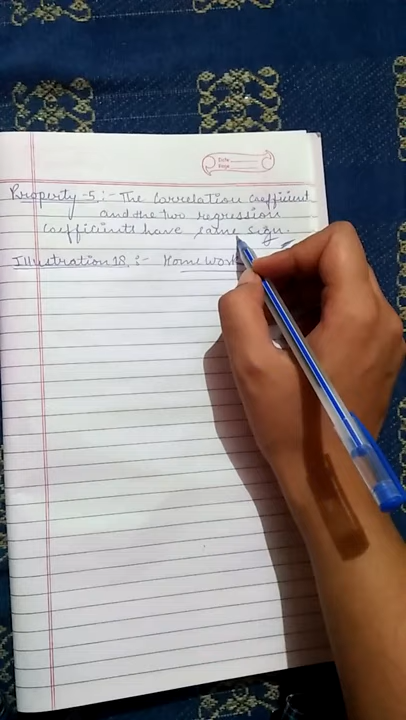 Date
Page
Property-5:- The Correlation coefficient
and the two regression
coefficients have same sign.
Illustration 18:- Home Work